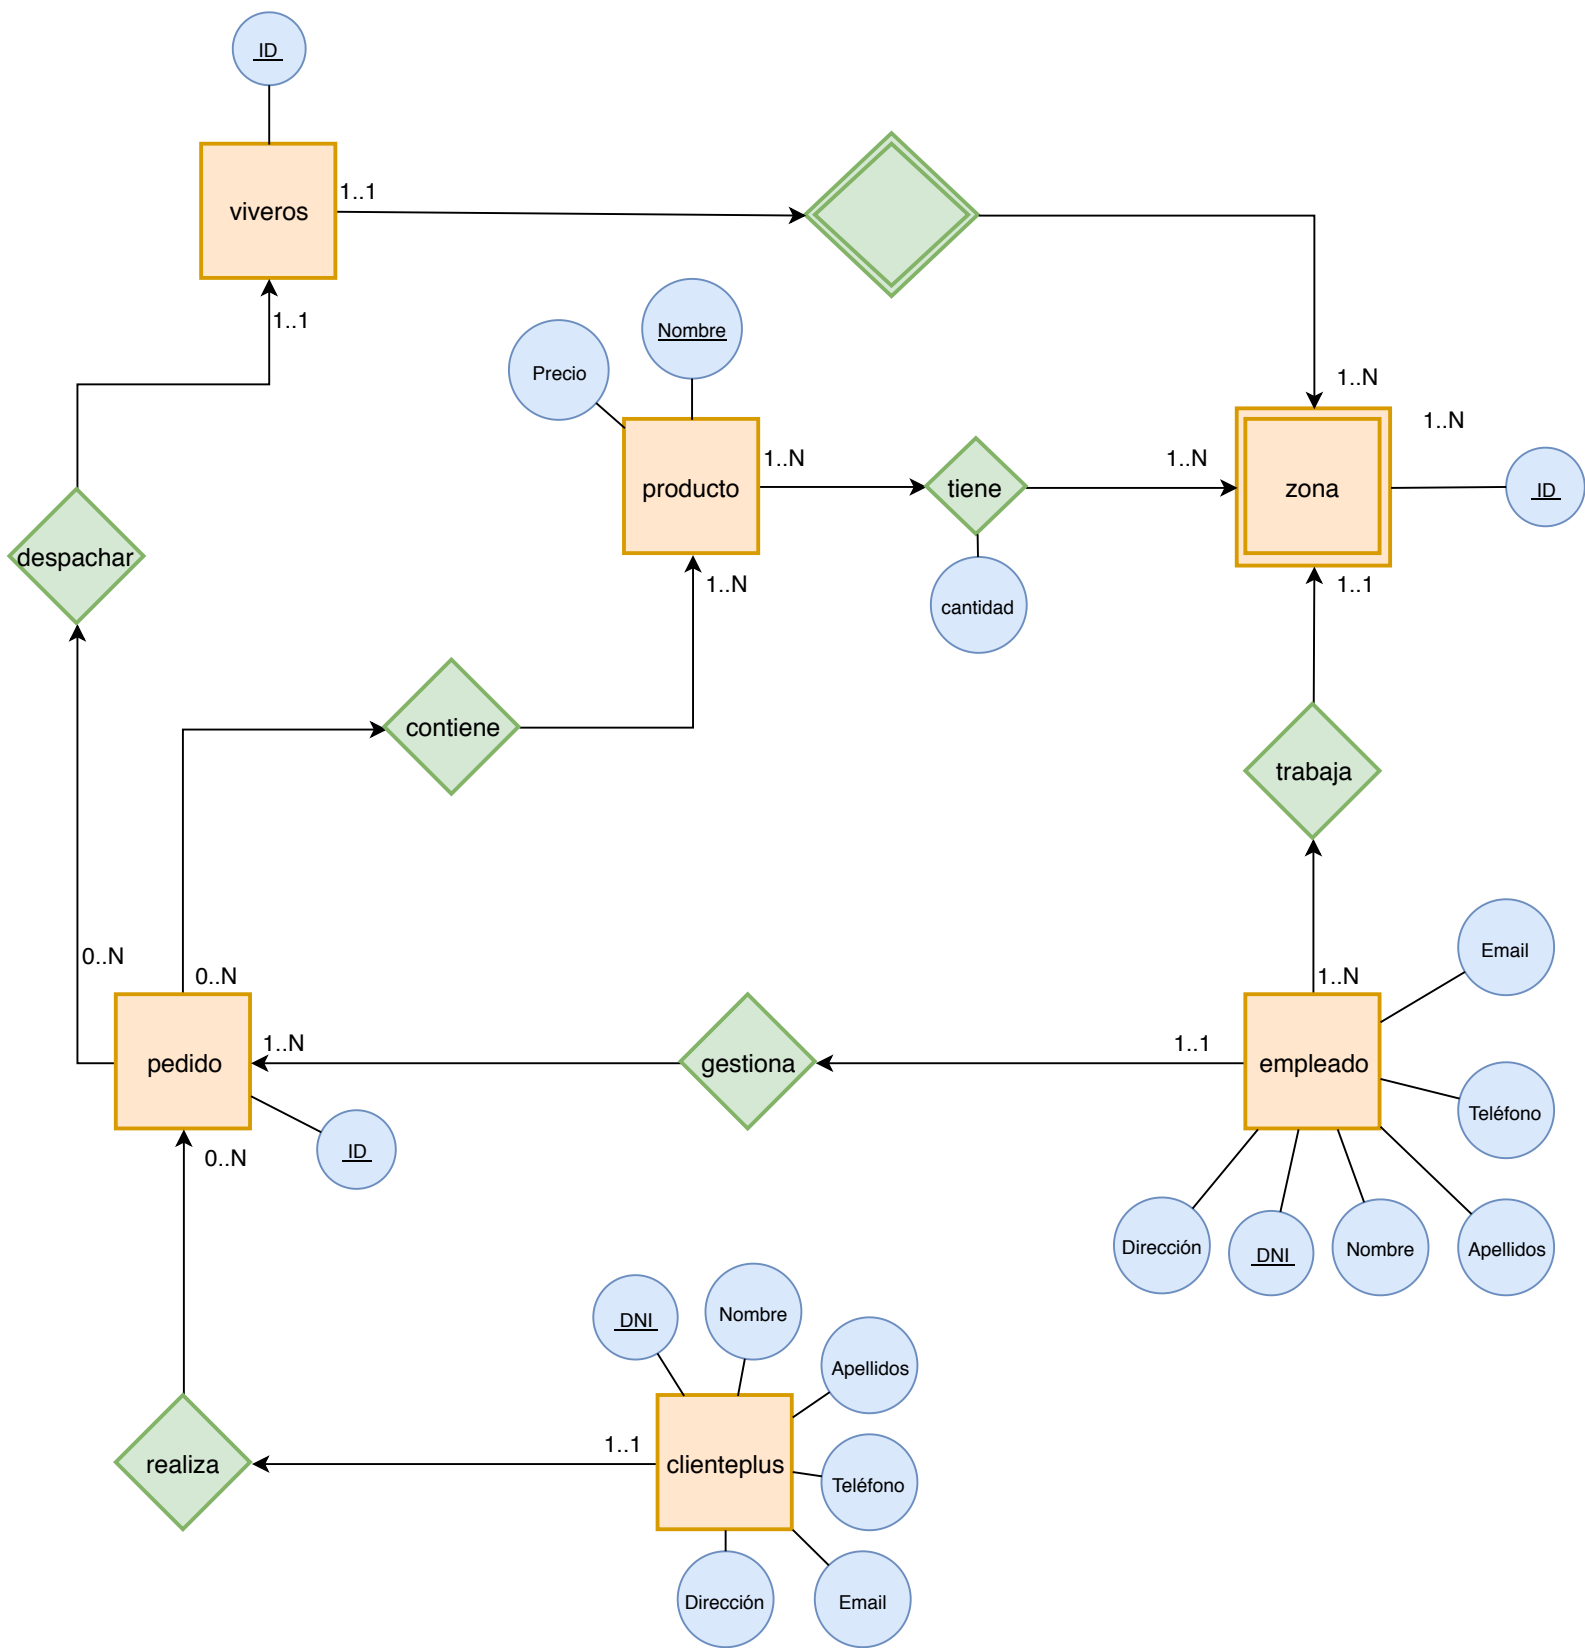 ID
viveros
1..1
1..1
Nombre
Precio
1..N
1..N
producto
1..N
tiene
1..N
zona
ID
despachar
1..N
cantidad
1..1
contiene
trabaja
Email
0..N
0..N
1..N
pedido
1..N
gestiona
1..1
empleado
Teléfono
0..N
ID
Dirección
DNI
Nombre
Apellidos
DNI
Nombre
Apellidos
realiza
1..1
clienteplus
Teléfono
Dirección
Email